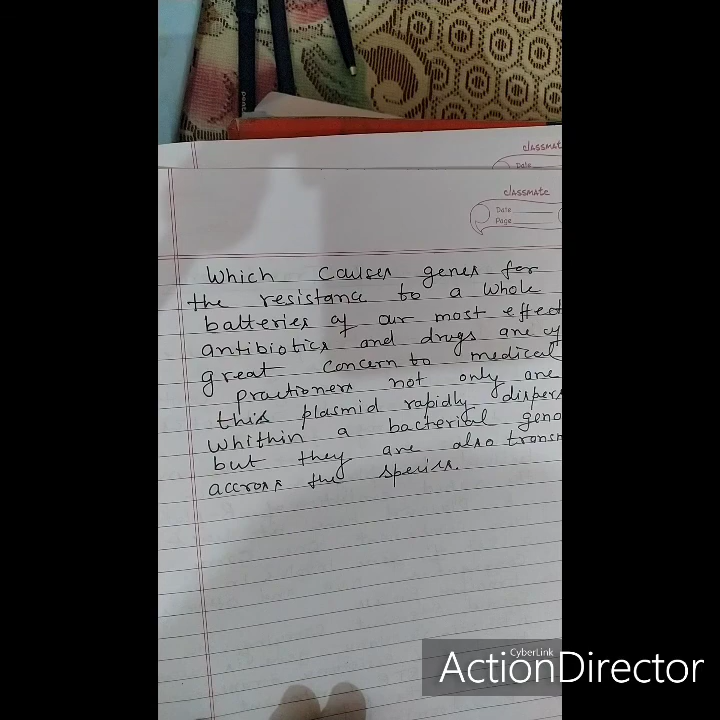 classmate
Date
classmate
Date
Page
Which causes genes for
the resistance to a whole
batteries of our most effect
antibiotics and drugs are of
great concern to medical
practioners not only are
this plasmid rapidly dispers
whithin a bacterial geno
but they are also transm
accross the species.
CyberLink
ActionDirector